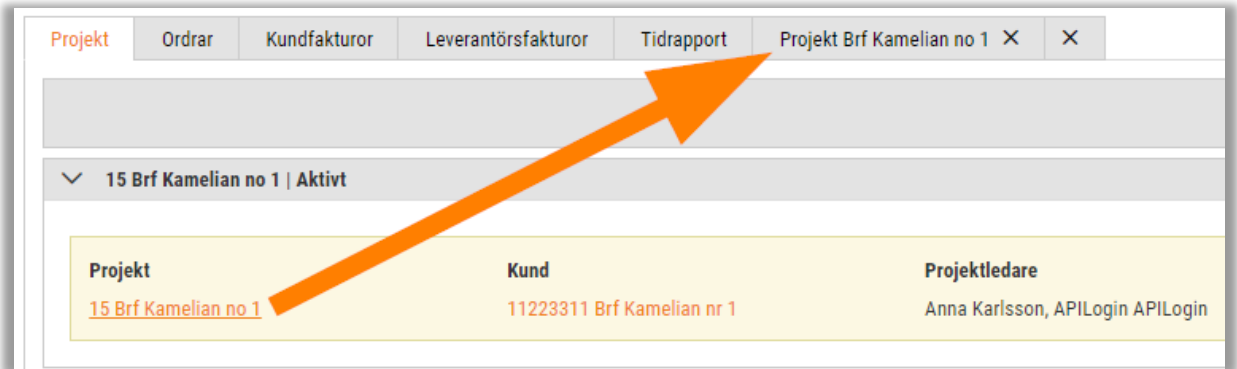 Projekt Ordrar Kundfakturor Leverantörsfakturor Tidrapport Projekt Brf Kamelian no 1 × ×
15 Brf Kamelian no 1 | Aktivt
Projekt Kund Projektledare
15 Brf Kamelian no 1 11223311 Brf Kamelian nr 1 Anna Karlsson, APILogin APILogin